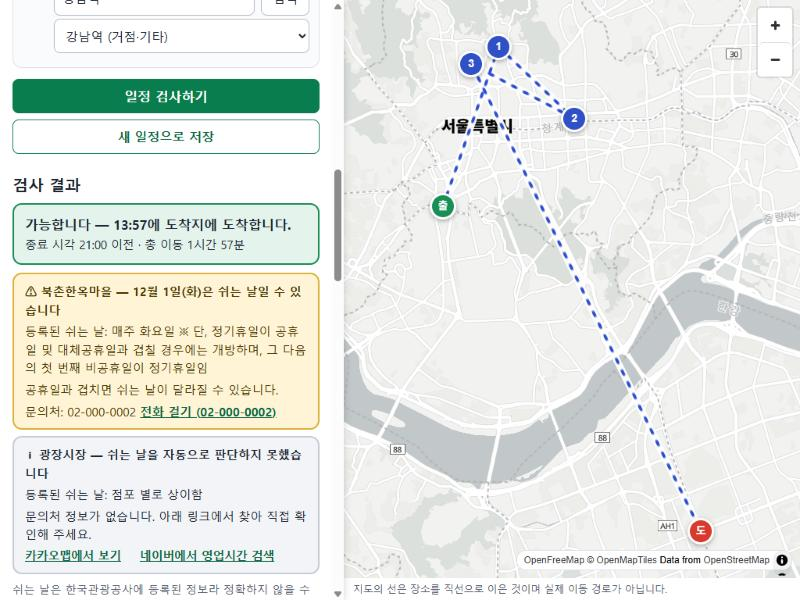 강남역 (거점·기타)
일정 검사하기
새 일정으로 저장
검사 결과
가능합니다 — 13:57에 도착지에 도착합니다.
종료 시각 21:00 이전 · 총 이동 1시간 57분
⚠ 북촌한옥마을 — 12월 1일(화)은 쉬는 날일 수 있
습니다
등록된 쉬는 날: 매주 화요일 ※ 단, 정기휴일이 공휴
일 및 대체공휴일과 겹칠 경우에는 개방하며, 그 다음
의 첫 번째 비공휴일이 정기휴일임
공휴일과 겹치면 쉬는 날이 달라질 수 있습니다.
문의처: 02-000-0002 전화 걸기 (02-000-0002)
i 광장시장 — 쉬는 날을 자동으로 판단하지 못했습
니다
등록된 쉬는 날: 점포 별로 상이함
문의처 정보가 없습니다. 아래 링크에서 찾아 직접 확
인해 주세요.
카카오맵에서 보기 네이버에서 영업시간 검색
쉬는 날은 한국관광공사에 등록된 정보라 정확하지 않을 수
+
−
30
1
3
2
서울특별시
청계
출
중랑천
한강
88
88
AH1
도
OpenFreeMap © OpenMapTiles Data from OpenStreetMap
지도의 선은 장소를 직선으로 이은 것이며 실제 이동 경로가 아닙니다.